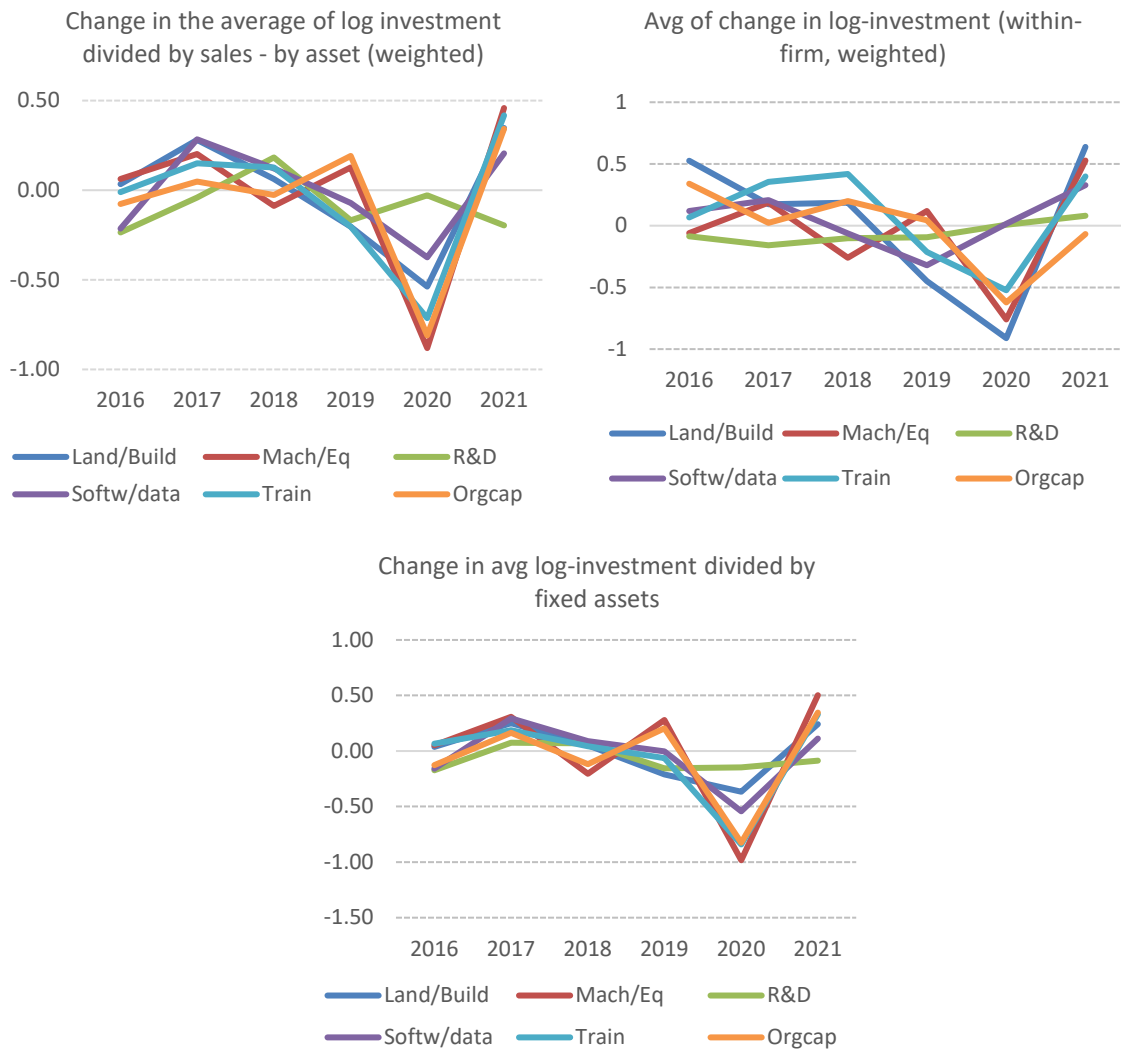 Change in the average of log investment
divided by sales - by asset (weighted)
0.50
0.00
-0.50
-1.00
2016 2017 2018 2019 2020 2021
Land/Build Mach/Eq R&D
Softw/data Train Orgcap
Avg of change in log-investment (within-
firm, weighted)
1
0.5
0
-0.5
-1
2016 2017 2018 2019 2020 2021
Land/Build Mach/Eq R&D
Softw/data Train Orgcap
Change in avg log-investment divided by
fixed assets
1.00
0.50
0.00
-0.50
-1.00
-1.50
2016 2017 2018 2019 2020 2021
Land/Build Mach/Eq R&D
Softw/data Train Orgcap